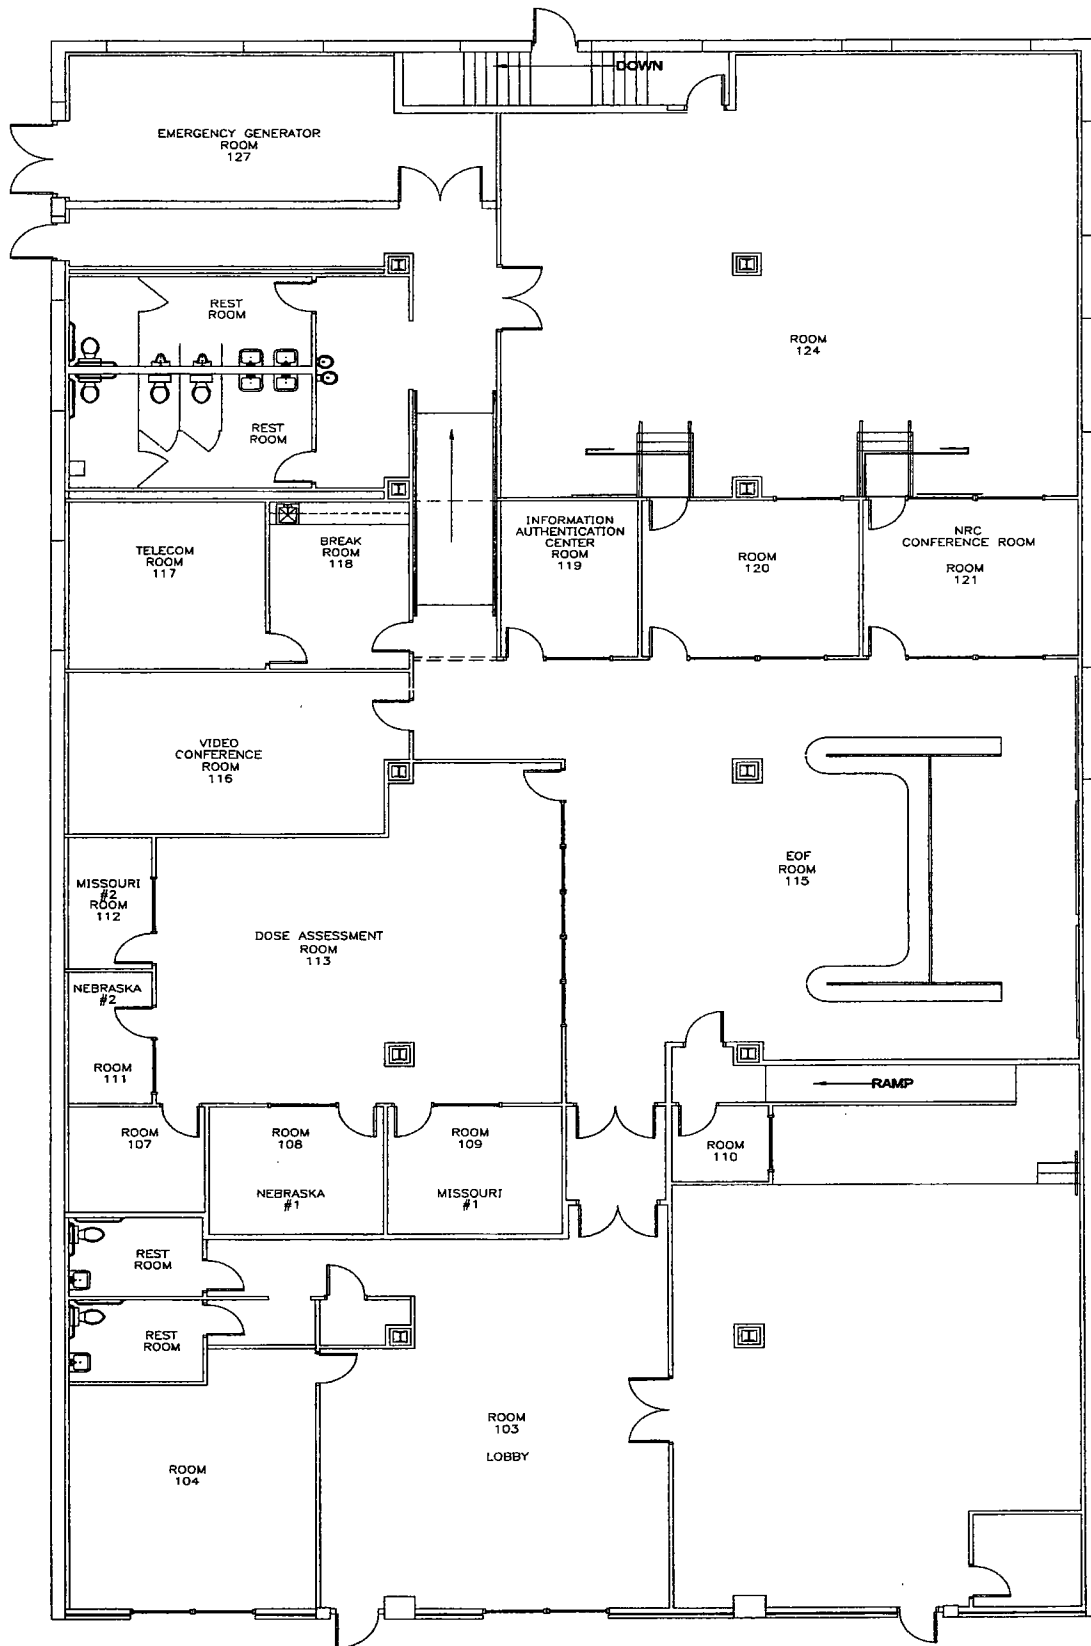 DOWN
EMERGENCY GENERATOR
ROOM
127
REST
ROOM
ROOM
124
REST
ROOM
TELECOM
ROOM
117
BREAK
ROOM
118
INFORMATION
AUTHENTICATION
CENTER
ROOM
119
ROOM
120
NRC
CONFERENCE ROOM
ROOM
121
VIDEO
CONFERENCE
ROOM
116
EOF
ROOM
115
MISSOURI
#2
ROOM
112
DOSE ASSESSMENT
ROOM
113
NEBRASKA
#2
ROOM
111
RAMP
ROOM
107
ROOM
108
NEBRASKA
#1
ROOM
109
MISSOURI
#1
ROOM
110
REST
ROOM
REST
ROOM
ROOM
103
LOBBY
ROOM
104